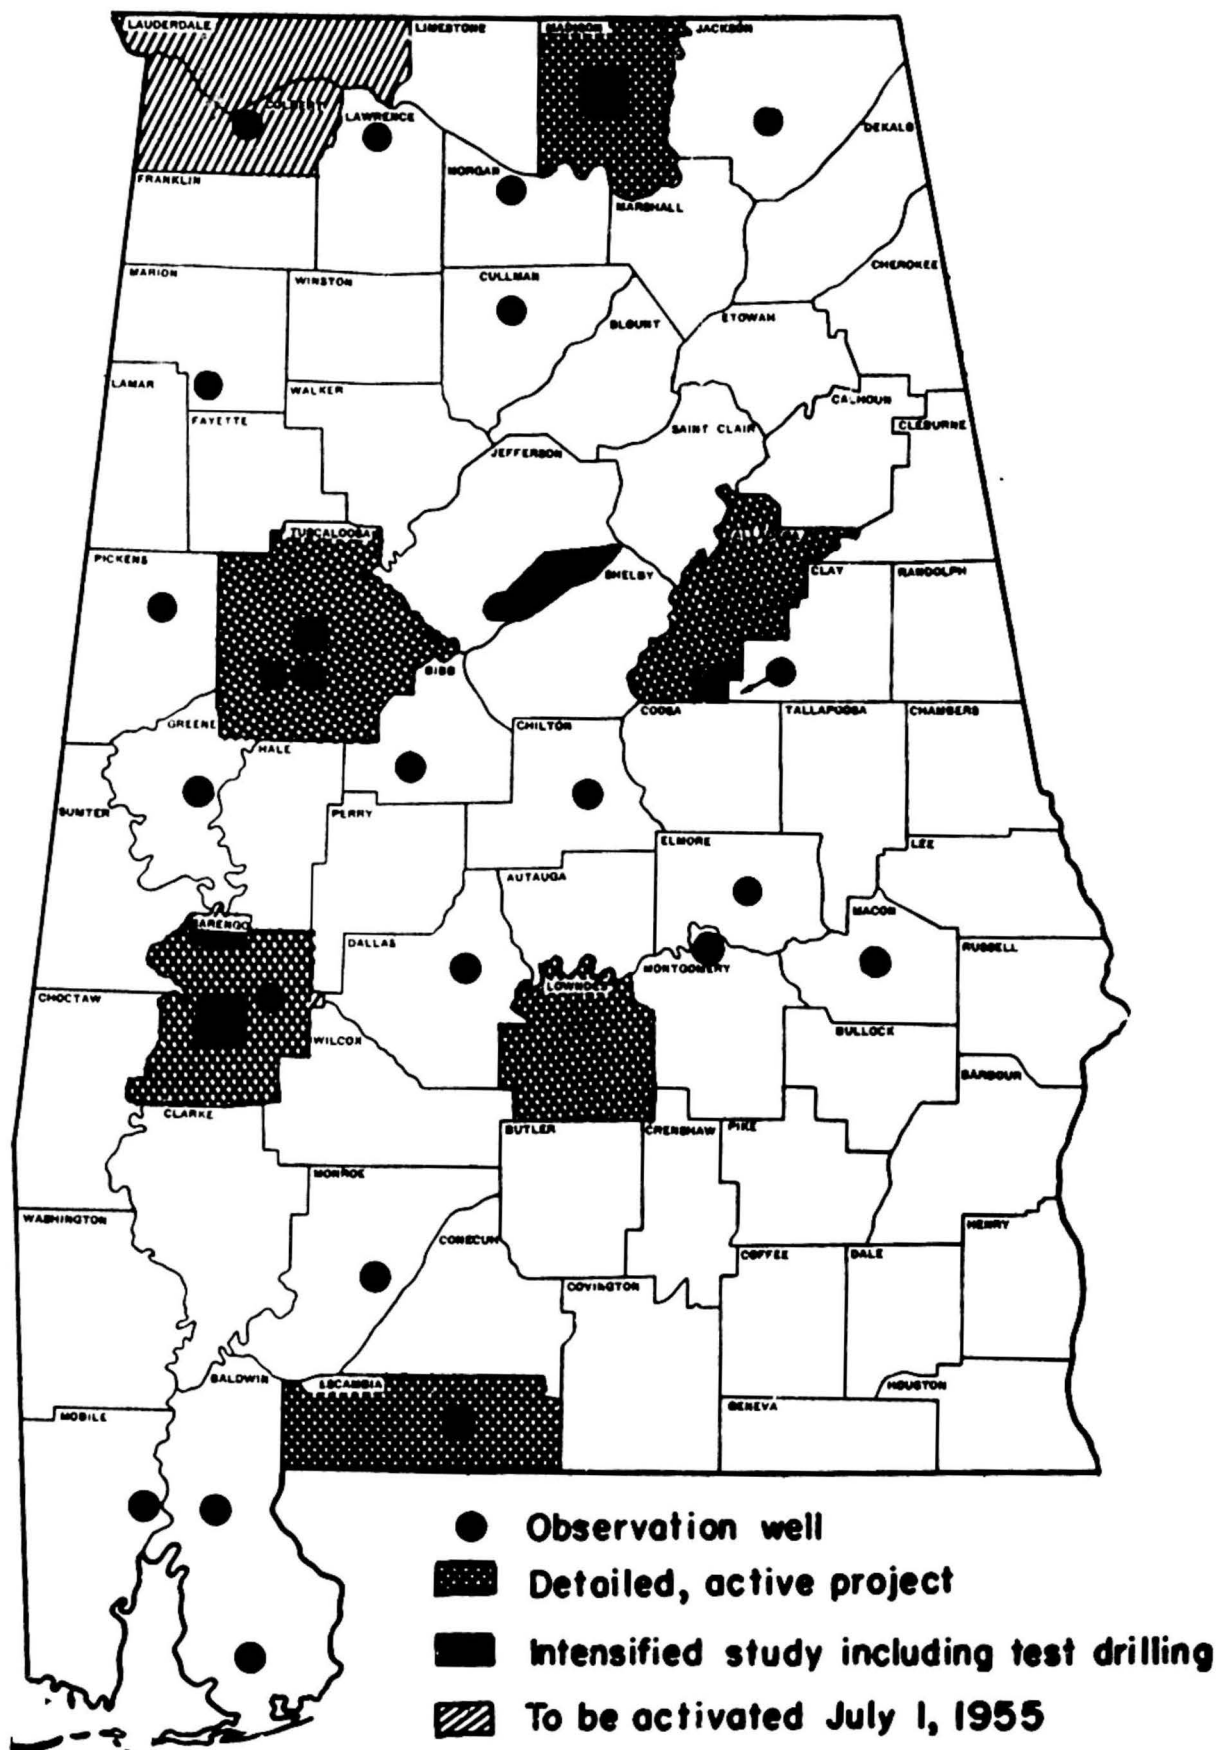 LAUDERDALE
LIMESTONE
MADISON
JACKSON
COLBERT
LAWRENCE
DEKALB
FRANKLIN
MORGAN
MARSHALL
MARION
WINSTON
CULLMAN
CHEROKEE
BLOUNT
ETOWAH
LAMAR
WALKER
FAYETTE
CALHOUN
SAINT CLAIR
CLEBURNE
JEFFERSON
TUSCALOOSA
PICKENS
SHELBY
CLAY
RANDOLPH
BIBB
GREENE
HALE
CHILTON
COOSA
TALLAPOOSA
CHAMBERS
SUMTER
PERRY
ELMORE
LEE
AUTAUGA
MARENGO
DALLAS
MACON
RUSSELL
CHOCTAW
LOWNDES
MONTGOMERY
WILCOX
BULLOCK
BARBOUR
CLARKE
BUTLER
CRENSHAW
PIKE
MONROE
WASHINGTON
CONECUH
COFFEE
DALE
HENRY
COVINGTON
BALDWIN
ESCAMBIA
HOUSTON
MOBILE
GENEVA
Observation well
Detailed, active project
Intensified study including test drilling
To be activated July 1, 1955